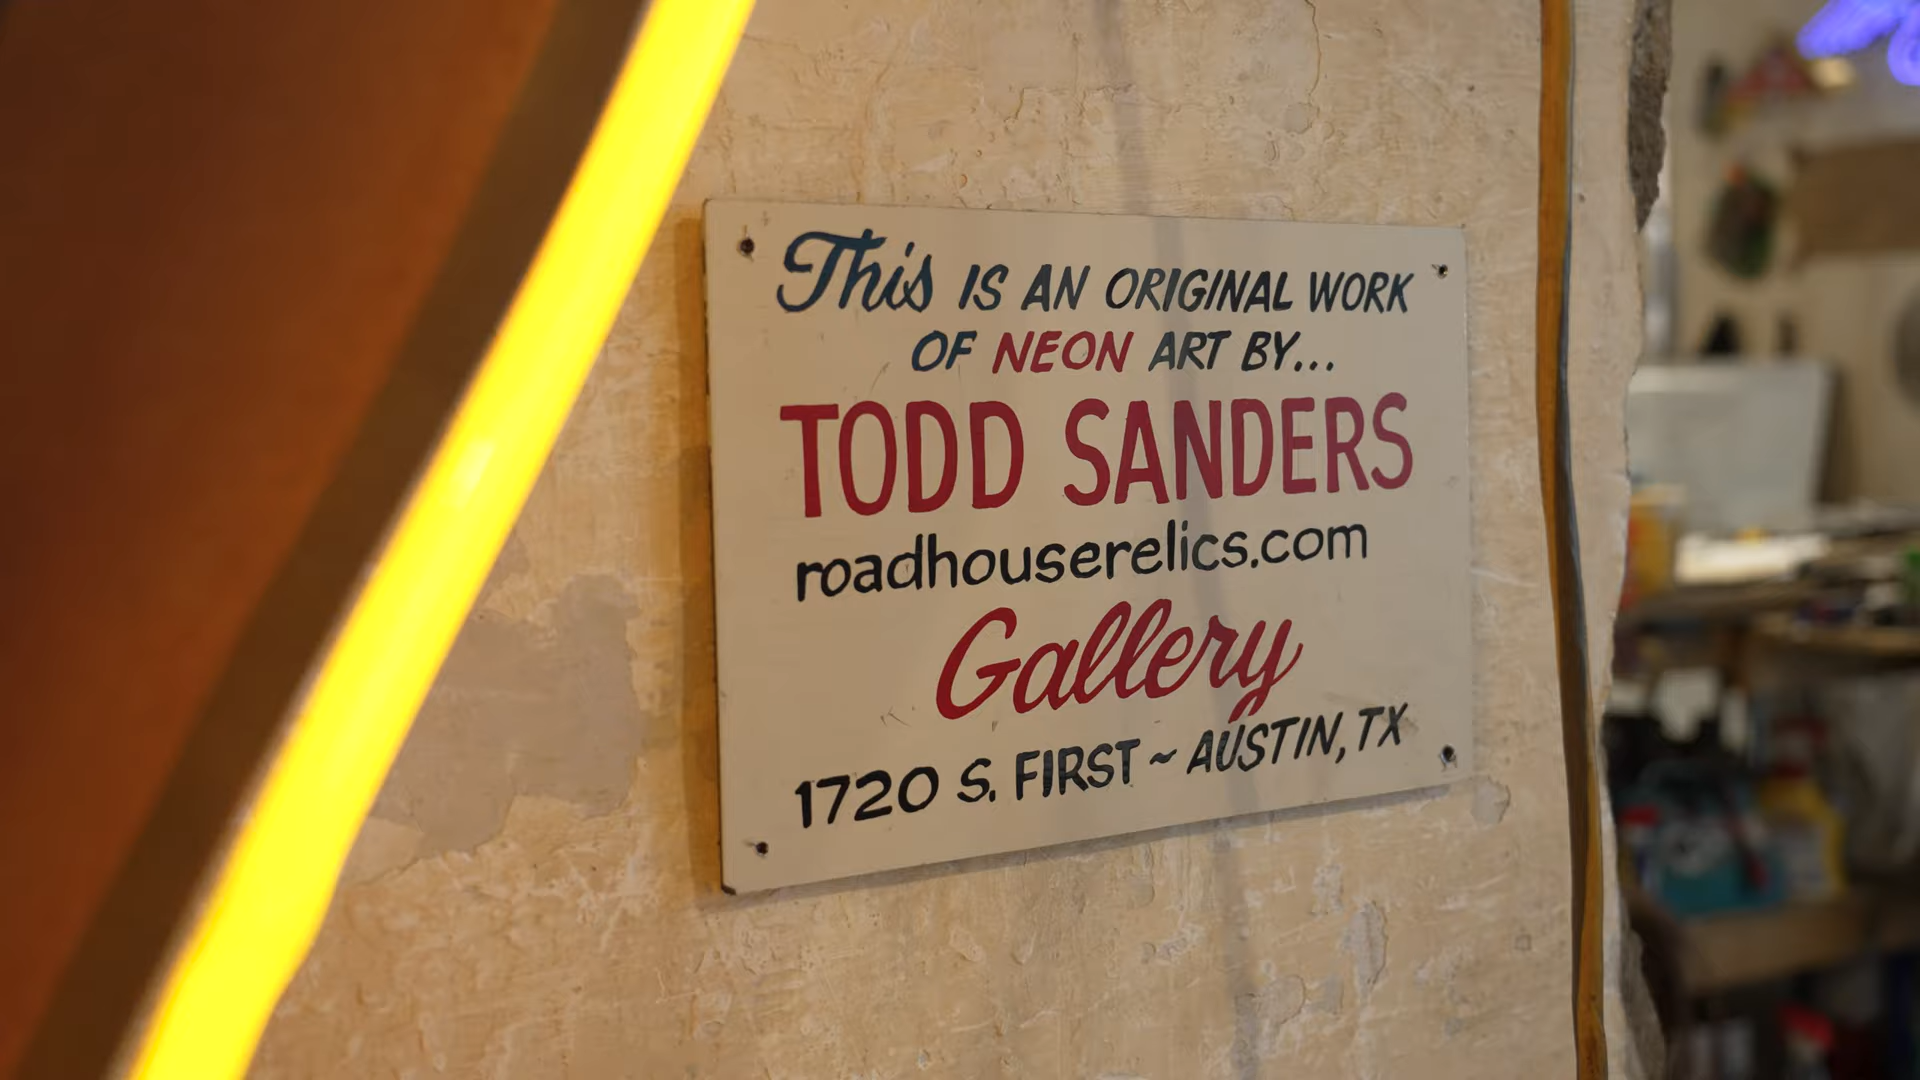 This IS AN ORIGINAL WORK
OF NEON ART BY...
TODD SANDERS
roadhouserelics.com
Gallery
1720 S. FIRST ~ AUSTIN, TX